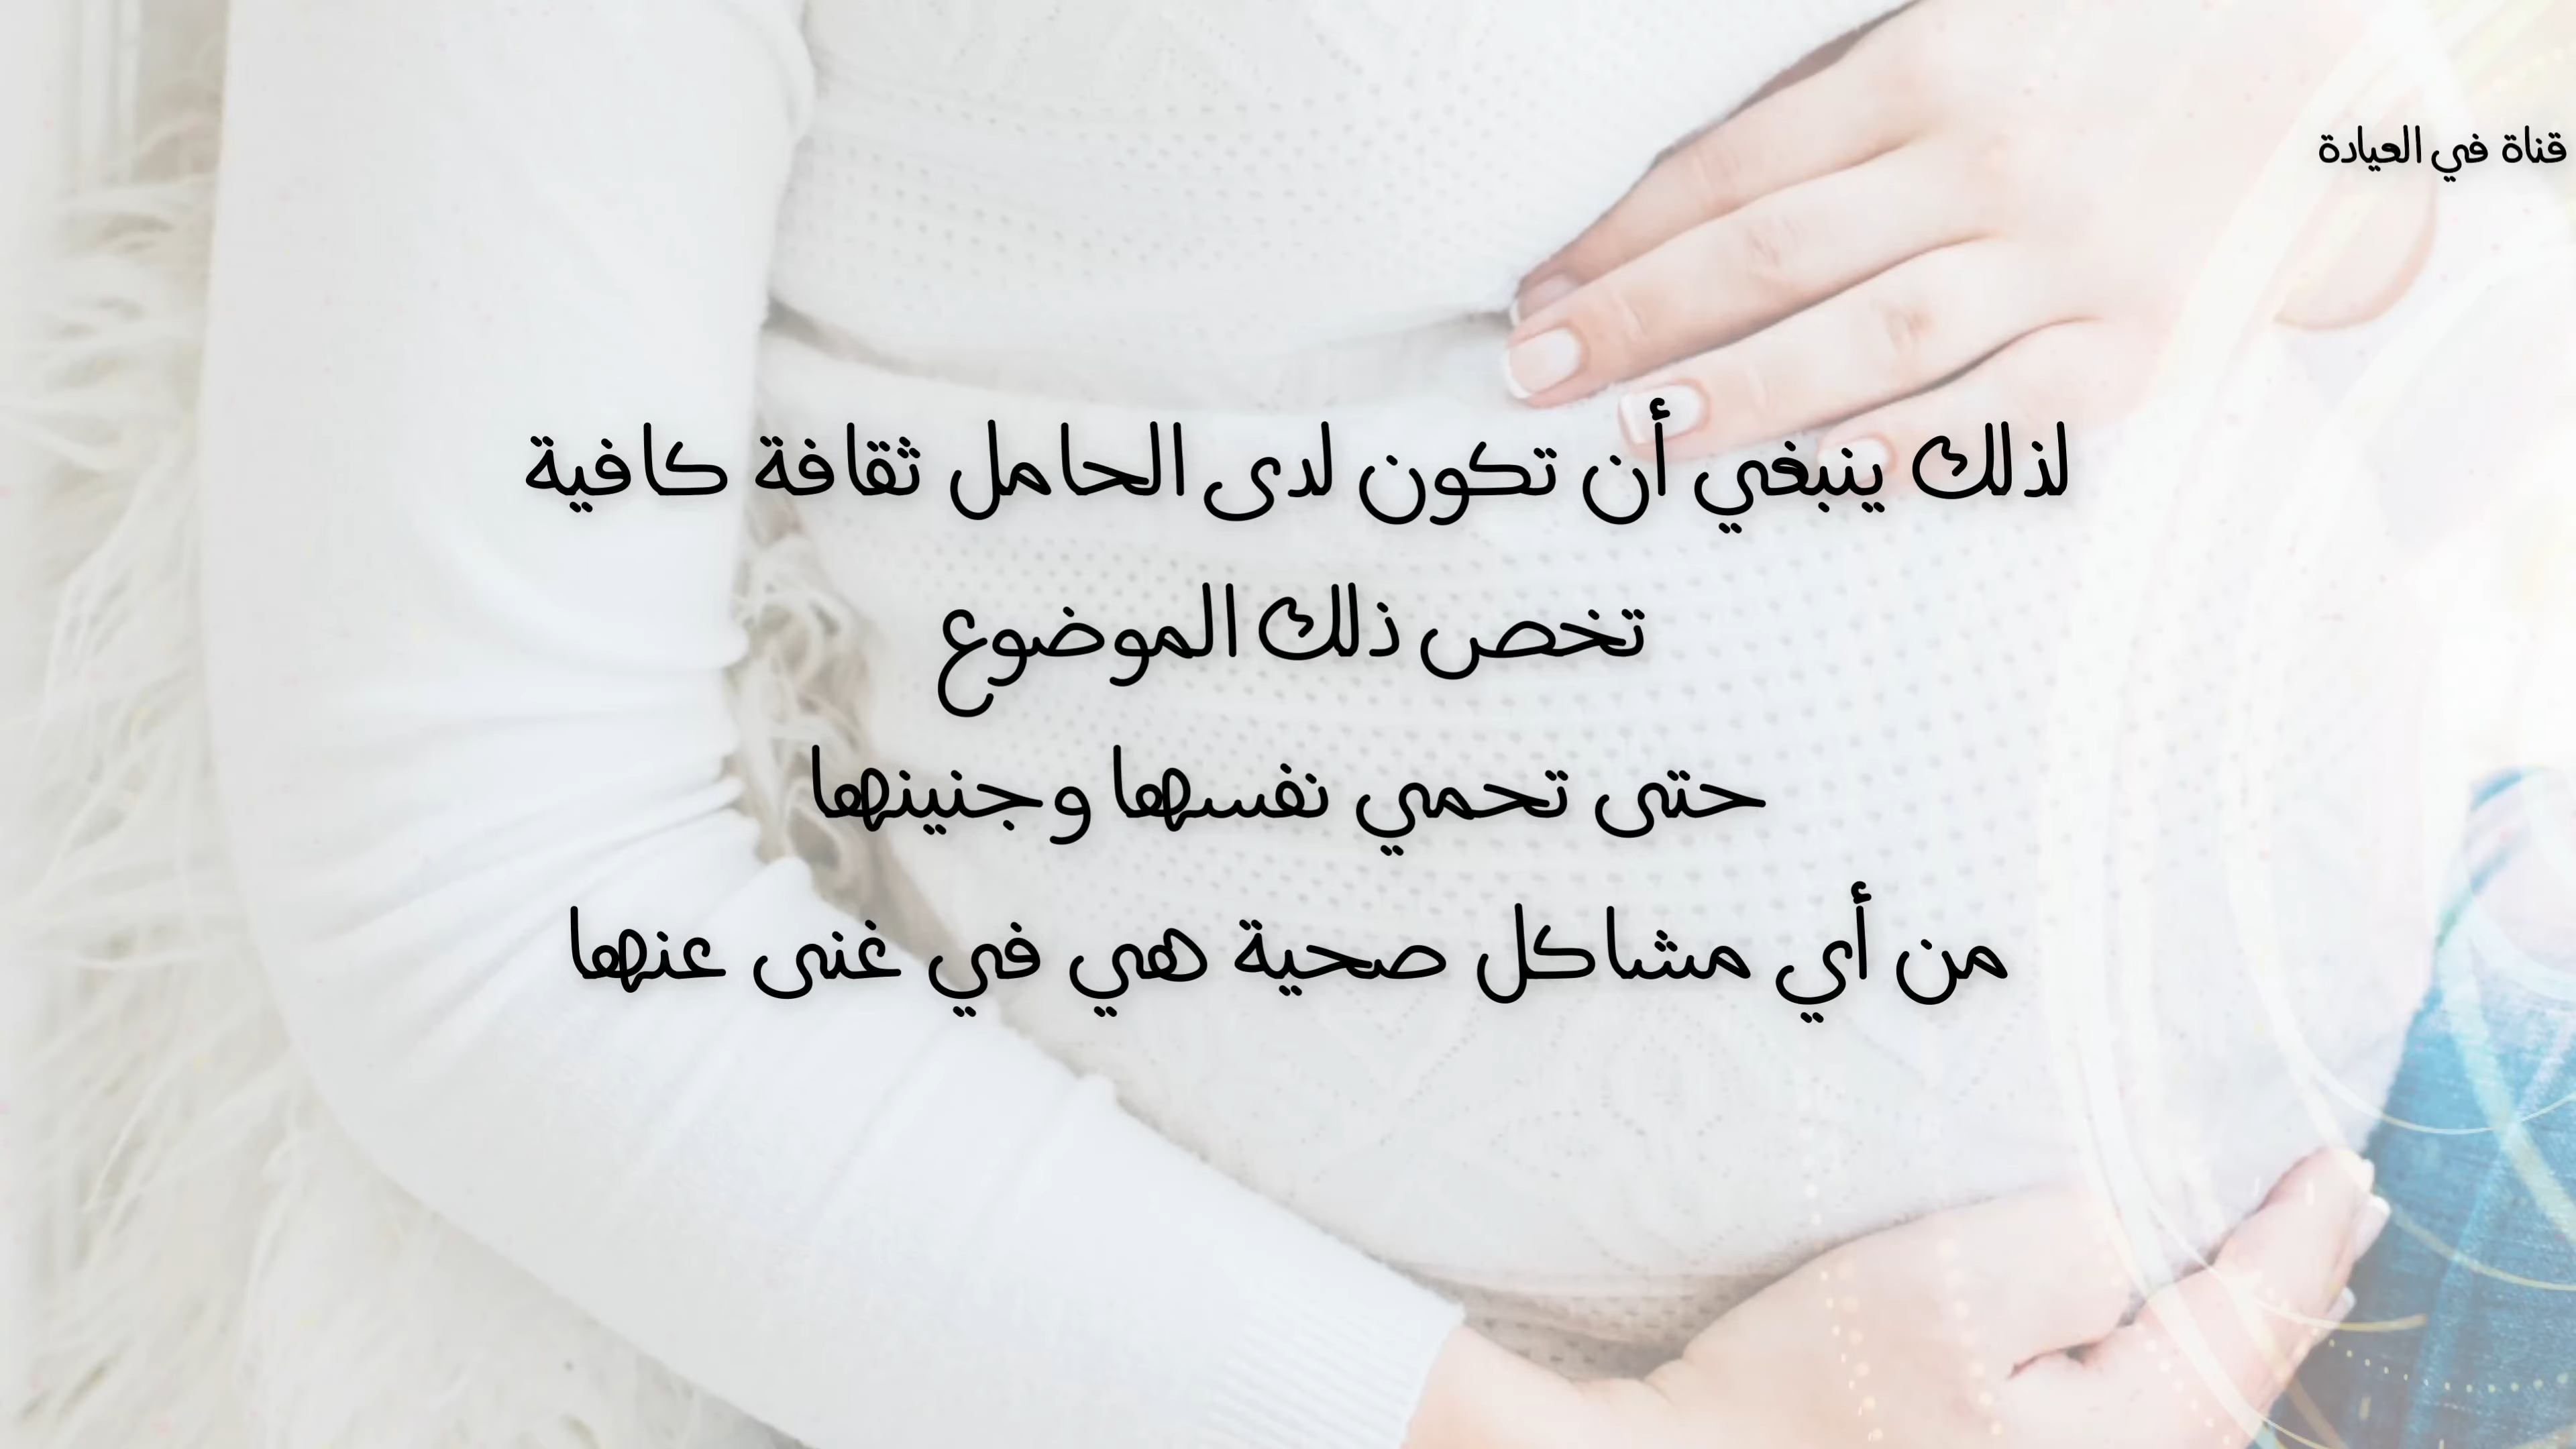 قناة في العيادة
لذلك ينبغي أن تكون لدى الحامل ثقافة كافية
تخص ذلك الموضوع
حتى تحمي نفسها وجنينها
من أي مشاكل صحية هي في غنى عنها